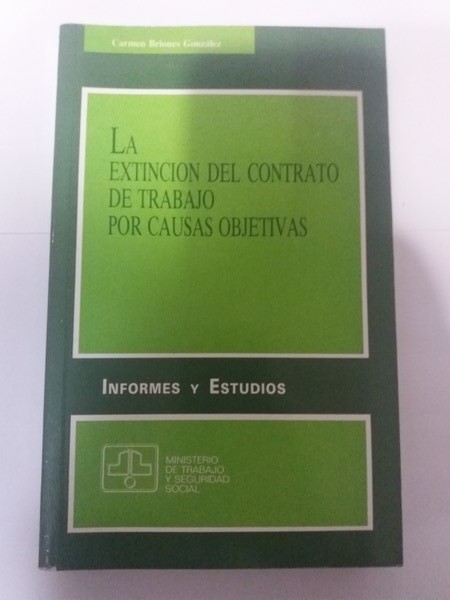 Carmen Briones González
LA
EXTINCION DEL CONTRATO
DE TRABAJO
POR CAUSAS OBJETIVAS
INFORMES Y ESTUDIOS
MINISTERIO
DE TRABAJO
Y SEGURIDAD
SOCIAL